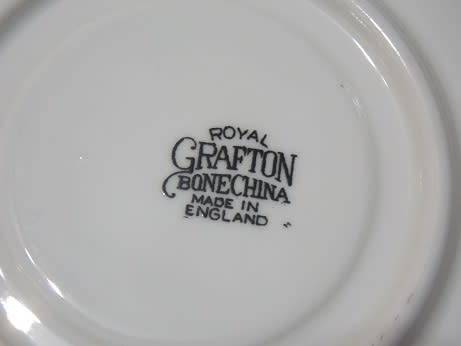 ROYAL
GRAFTON
BONECHINA
MADE IN
ENGLAND